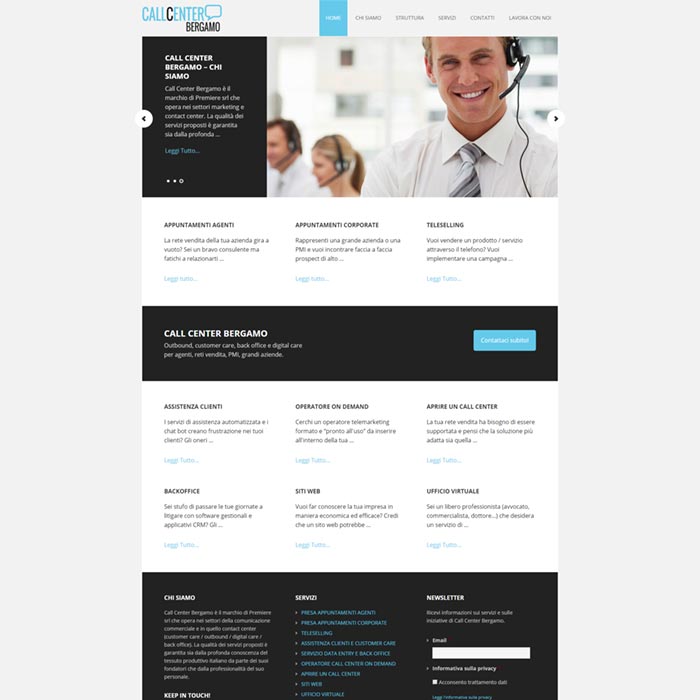 CALLCENTER
BERGAMO
HOME CHI SIAMO STRUTTURA SERVIZI CONTATTI LAVORA CON NOI
CALL CENTER
BERGAMO – CHI
SIAMO
Call Center Bergamo è il
marchio di Premiere srl che
opera nei settori marketing e
contact center. La qualità dei
servizi proposti è garantita
sia dalla profonda ...
Leggi Tutto...
APPUNTAMENTI AGENTI
La rete vendita della tua azienda gira a
vuoto? Sei un bravo consulente ma
fatichi a relazionarti ...
Leggi tutto...
APPUNTAMENTI CORPORATE
Rappresenti una grande azienda o una
PMI e vuoi incontrare faccia a faccia
prospect di alto ...
Leggi tutto...
TELESELLING
Vuoi vendere un prodotto / servizio
attraverso il telefono? Vuoi
implementare una campagna ...
Leggi Tutto...
CALL CENTER BERGAMO
Outbound, customer care, back office e digital care
per agenti, reti vendita, PMI, grandi aziende.
Contattaci subito!
ASSISTENZA CLIENTI
I servizi di assistenza automatizzata e i
chat bot creano frustrazione nei tuoi
clienti? Gli oneri ...
Leggi Tutto...
OPERATORE ON DEMAND
Cerchi un operatore telemarketing
formato e "pronto all'uso" da inserire
all'interno della tua ...
Leggi Tutto...
APRIRE UN CALL CENTER
La tua rete vendita ha bisogno di essere
supportata e pensi che la soluzione più
adatta sia quella ...
Leggi Tutto...
BACKOFFICE
Sei stufo di passare le tue giornate a
litigare con software gestionali e
applicativi CRM? Gli ...
Leggi Tutto...
SITI WEB
Vuoi far conoscere la tua impresa in
maniera economica ed efficace? Credi
che un sito web potrebbe ...
Leggi Tutto...
UFFICIO VIRTUALE
Sei un libero professionista (avvocato,
commercialista, dottore...) che desidera
un servizio di ...
Leggi Tutto...
CHI SIAMO
Call Center Bergamo è il marchio di Premiere
srl che opera nei settori della comunicazione
commerciale e in quello contact center
(customer care / outbound / digital care /
back office). La qualità dei servizi proposti è
garantita sia dalla profonda conoscenza del
tessuto produttivo italiano da parte dei suoi
fondatori che dalla professionalità del suo
personale.
KEEP IN TOUCH!
SERVIZI
PRESA APPUNTAMENTI AGENTI
PRESA APPUNTAMENTI CORPORATE
TELESELLING
ASSISTENZA CLIENTI E CUSTOMER CARE
SERVIZIO DATA ENTRY E BACK OFFICE
OPERATORE CALL CENTER ON DEMAND
APRIRE UN CALL CENTER
SITI WEB
UFFICIO VIRTUALE
NEWSLETTER
Ricevi informazioni sui servizi e sulle
iniziative di Call Center Bergamo.
Email *
Informativa sulla privacy *
Acconsento trattamento dati
Leggi l'informativa sulla privacy